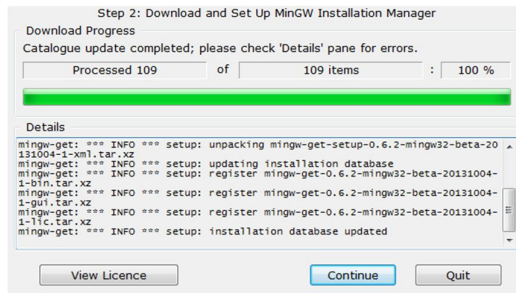 Step 2: Download and Set Up MinGW Installation Manager
Download Progress
Catalogue update completed; please check 'Details' pane for errors.
Processed 109 of 109 items : 100 %
Details
mingw-get: *** INFO *** setup: unpacking mingw-get-setup-0.6.2-mingw32-beta-20
131004-1-xml.tar.xz
mingw-get: *** INFO *** setup: updating installation database
mingw-get: *** INFO *** setup: register mingw-get-0.6.2-mingw32-beta-20131004-
1-bin.tar.xz
mingw-get: *** INFO *** setup: register mingw-get-0.6.2-mingw32-beta-20131004-
1-gui.tar.xz
mingw-get: *** INFO *** setup: register mingw-get-0.6.2-mingw32-beta-20131004-
1-lic.tar.xz
mingw-get: *** INFO *** setup: installation database updated
View Licence Continue Quit